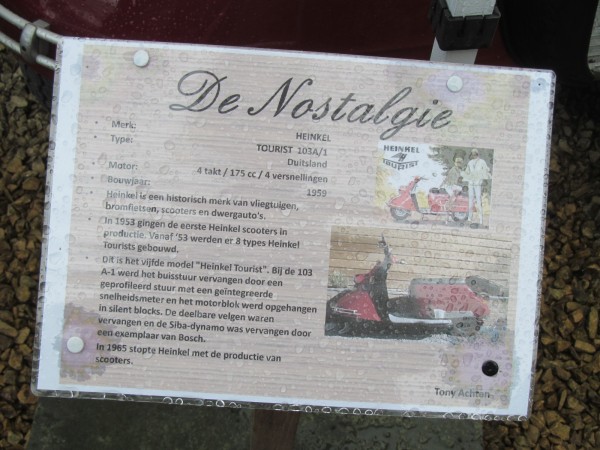 De Nostalgie
Merk: HEINKEL
Type: TOURIST 103A/1
Duitsland
Motor: 4 takt / 175 cc / 4 versnellingen
Bouwjaar: 1959
Heinkel is een historisch merk van vliegtuigen,
bromfietsen, scooters en dwergauto's.
In 1953 gingen de eerste Heinkel scooters in
productie. Vanaf '53 werden er 8 types Heinkel
Tourists gebouwd.
Dit is het vijfde model "Heinkel Tourist". Bij de 103
A-1 werd het buisstuur vervangen door een
geprofileerd stuur met een geïntegreerde
snelheidsmeter en het motorblok werd opgehangen
in silent blocks. De deelbare velgen waren
vervangen en de Siba-dynamo was vervangen door
een exemplaar van Bosch.
In 1965 stopte Heinkel met de productie van
scooters.
HEINKEL
TOURIST
Tony Achten